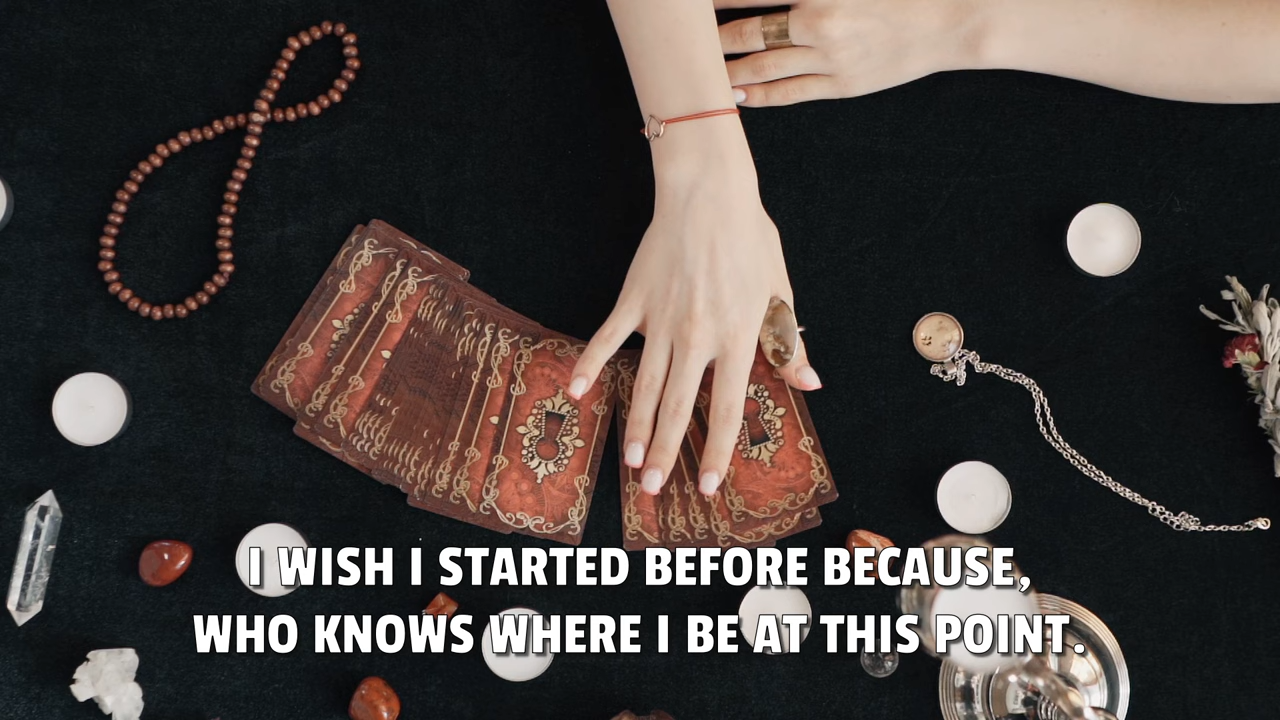 I WISH I STARTED BEFORE BECAUSE,
WHO KNOWS WHERE I BE AT THIS POINT.